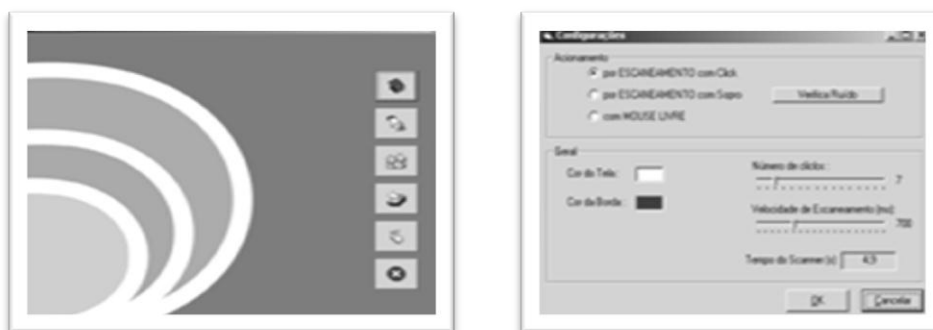 Configurações
Acionamento
por ESCANEAMENTO com Click
por ESCANEAMENTO com Sopro
Verifica Ruído
com MOUSE LIVRE
Geral
Cor da Tela:
Número de ciclos:
7
Cor da Borda:
Velocidade de Escaneamento (ms):
700
Tempo do Scanner (s)
4,9
OK
Cancelar